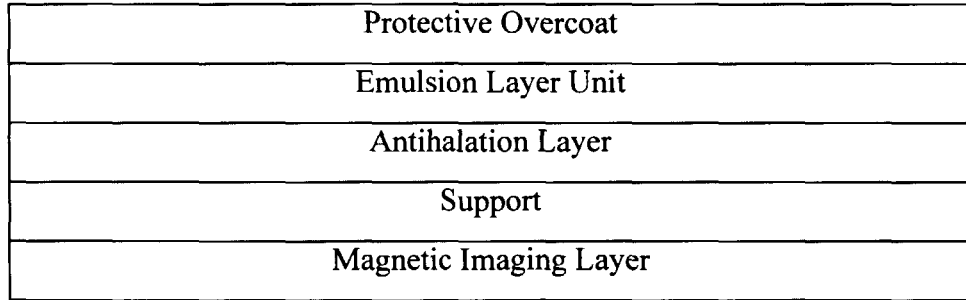 Protective Overcoat
Emulsion Layer Unit
Antihalation Layer
Support
Magnetic Imaging Layer